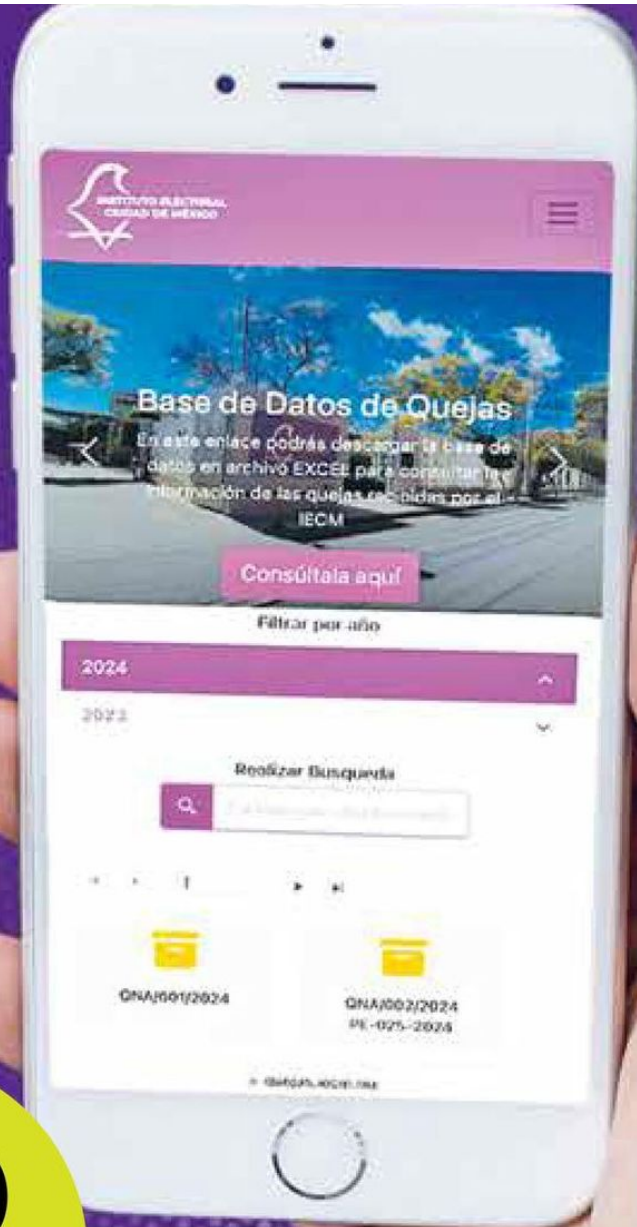 INSTITUTO ELECTORAL
CIUDAD DE MÉXICO
Base de Datos de Quejas
En este enlace podrás descargar la base de
datos en archivo EXCEL para consultar la
información de las quejas recibidas por el
IECM
Consúltala aquí
Filtrar por año
2024
2023
Realizar Busqueda
1
QNA/001/2024
QNA/002/2024
PE-025-2024